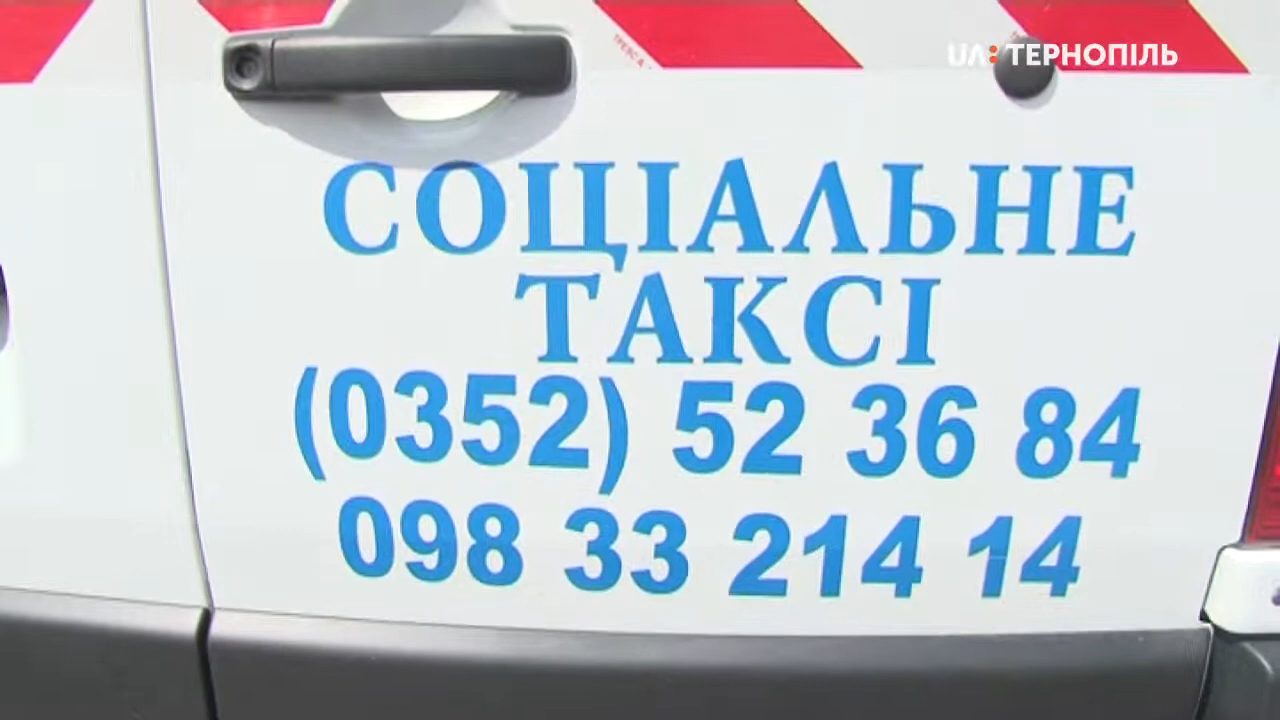 UA: ТЕРНОПІЛЬ
СОЦІАЛЬНЕ
ТАКСІ
(0352) 52 36 84
098 33 214 14